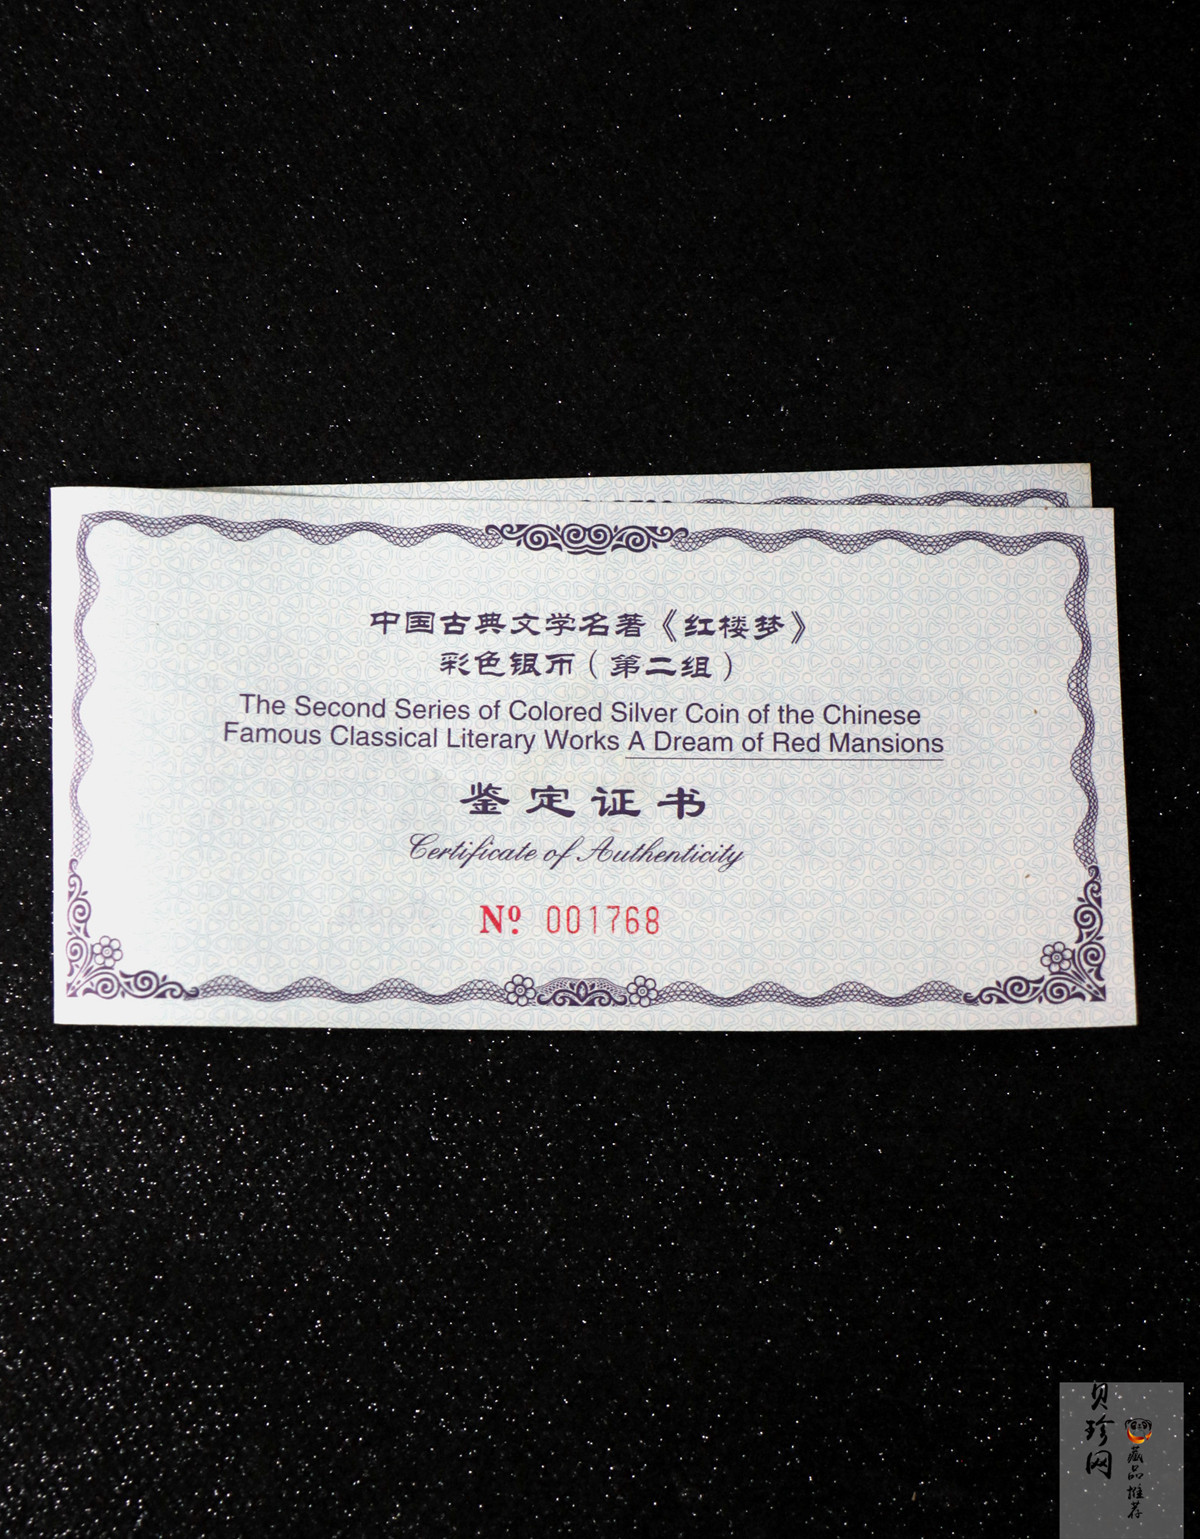 中国古典文学名著《红楼梦》
彩色银币（第二组）
The Second Series of Colored Silver Coin of the Chinese
Famous Classical Literary Works A Dream of Red Mansions
鉴定证书
Certificate of Authenticity
Nº 001768
贝珍网
藏品推荐